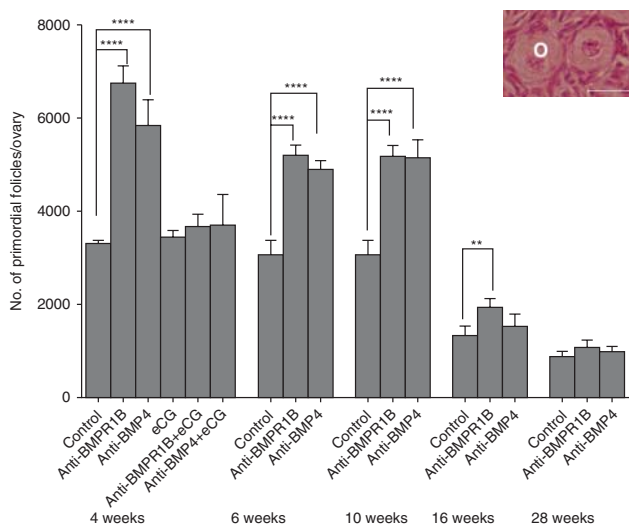 8000
6000
4000
2000
0
No. of primordial follicles/ovary
****
****
****
****
****
****
**
O
Control
Anti-BMPR1B
Anti-BMP4
eCG
Anti-BMPR1B+eCG
Anti-BMP4+eCG
Control
Anti-BMPR1B
Anti-BMP4
Control
Anti-BMPR1B
Anti-BMP4
Control
Anti-BMPR1B
Anti-BMP4
Control
Anti-BMPR1B
Anti-BMP4
4 weeks 6 weeks 10 weeks 16 weeks 28 weeks